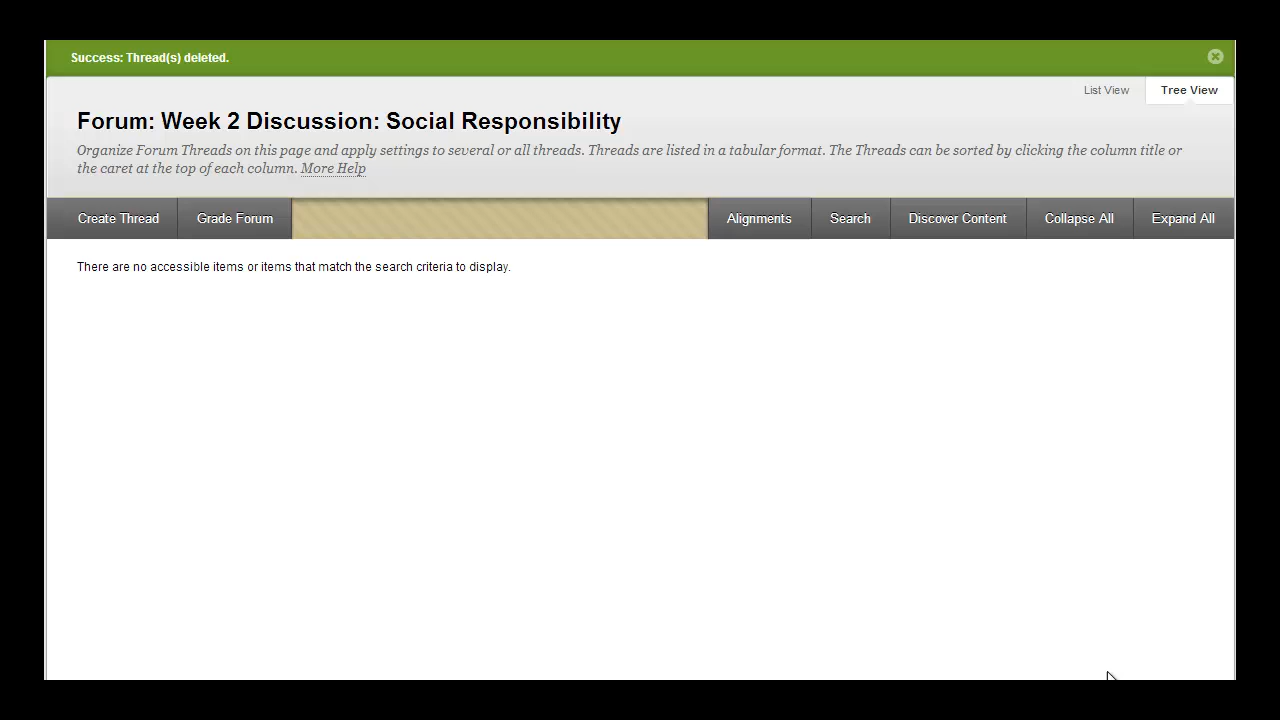 Success: Thread(s) deleted.
List View
Tree View
Forum: Week 2 Discussion: Social Responsibility
Organize Forum Threads on this page and apply settings to several or all threads. Threads are listed in a tabular format. The Threads can be sorted by clicking the column title or
the caret at the top of each column. More Help
Create Thread
Grade Forum
Alignments
Search
Discover Content
Collapse All
Expand All
There are no accessible items or items that match the search criteria to display.